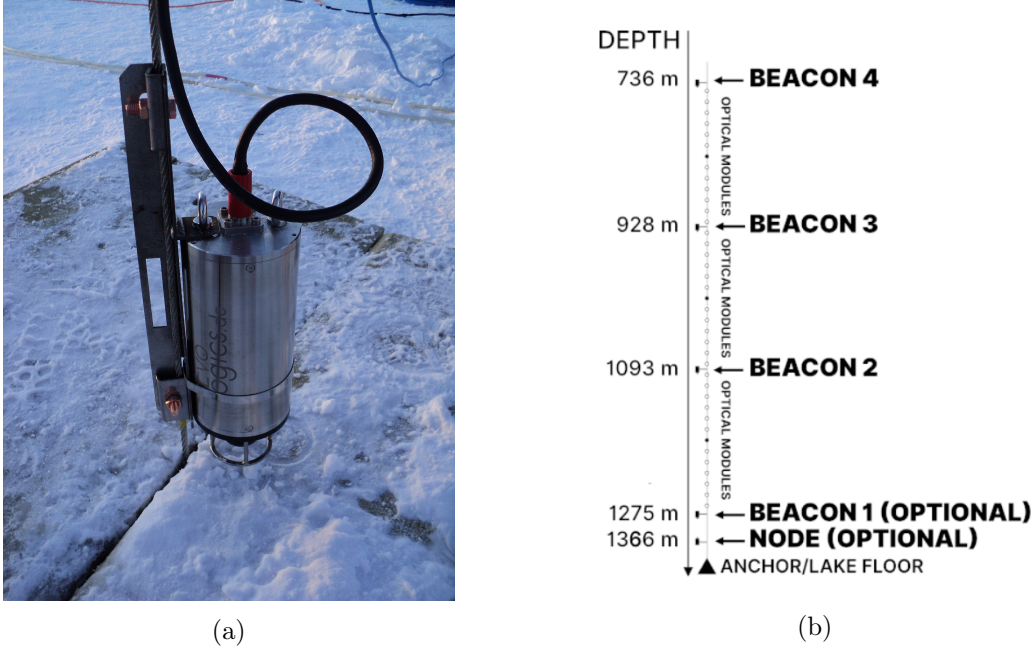 DEPTH
736 m
BEACON 4
OPTICAL MODULES
928 m
BEACON 3
OPTICAL MODULES
1093 m
BEACON 2
OPTICAL MODULES
1275 m
BEACON 1 (OPTIONAL)
1366 m
NODE (OPTIONAL)
ANCHOR/LAKE FLOOR
(a)
(b)